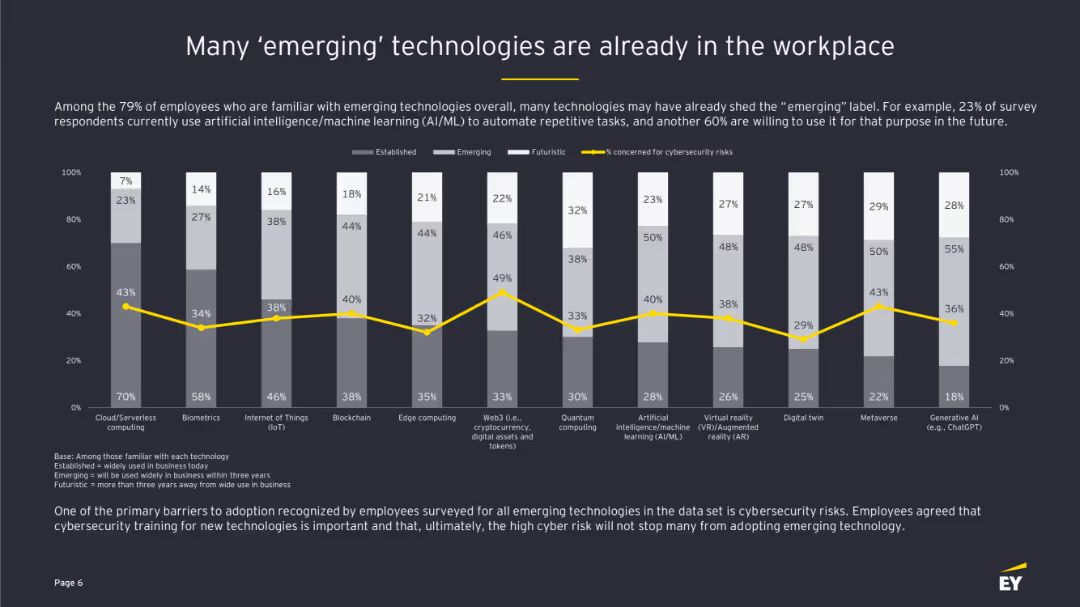 Many ‘emerging’ technologies are already in the workplace
Among the 79% of employees who are familiar with emerging technologies overall, many technologies may have already shed the “emerging” label. For example, 23% of survey
respondents currently use artificial intelligence/machine learning (AI/ML) to automate repetitive tasks, and another 60% are willing to use it for that purpose in the future.
Established Emerging Futuristic % concerned for cybersecurity risks
100% 7% 14% 16% 18% 21% 22% 32% 23% 27% 27% 29% 28% 100%
80% 23% 27% 38% 44% 44% 46% 38% 50% 48% 48% 50% 55% 80%
60% 60%
40% 43% 34% 38% 40% 32% 49% 33% 40% 38% 29% 43% 36% 40%
20% 20%
0% 70% 58% 46% 38% 35% 33% 30% 28% 26% 25% 22% 18% 0%
Cloud/Serverless
computing
Biometrics
Internet of Things
(IoT)
Blockchain
Edge computing
Web3 (i.e.,
cryptocurrency,
digital assets and
tokens)
Quantum
computing
Artificial
intelligence/machine
learning (AI/ML)
Virtual reality
(VR)/Augmented
reality (AR)
Digital twin
Metaverse
Generative AI
(e.g., ChatGPT)
Base: Among those familiar with each technology
Established = widely used in business today
Emerging = will be used widely in business within three years
Futuristic = more than three years away from wide use in business
One of the primary barriers to adoption recognized by employees surveyed for all emerging technologies in the data set is cybersecurity risks. Employees agreed that
cybersecurity training for new technologies is important and that, ultimately, the high cyber risk will not stop many from adopting emerging technology.
Page 6
EY